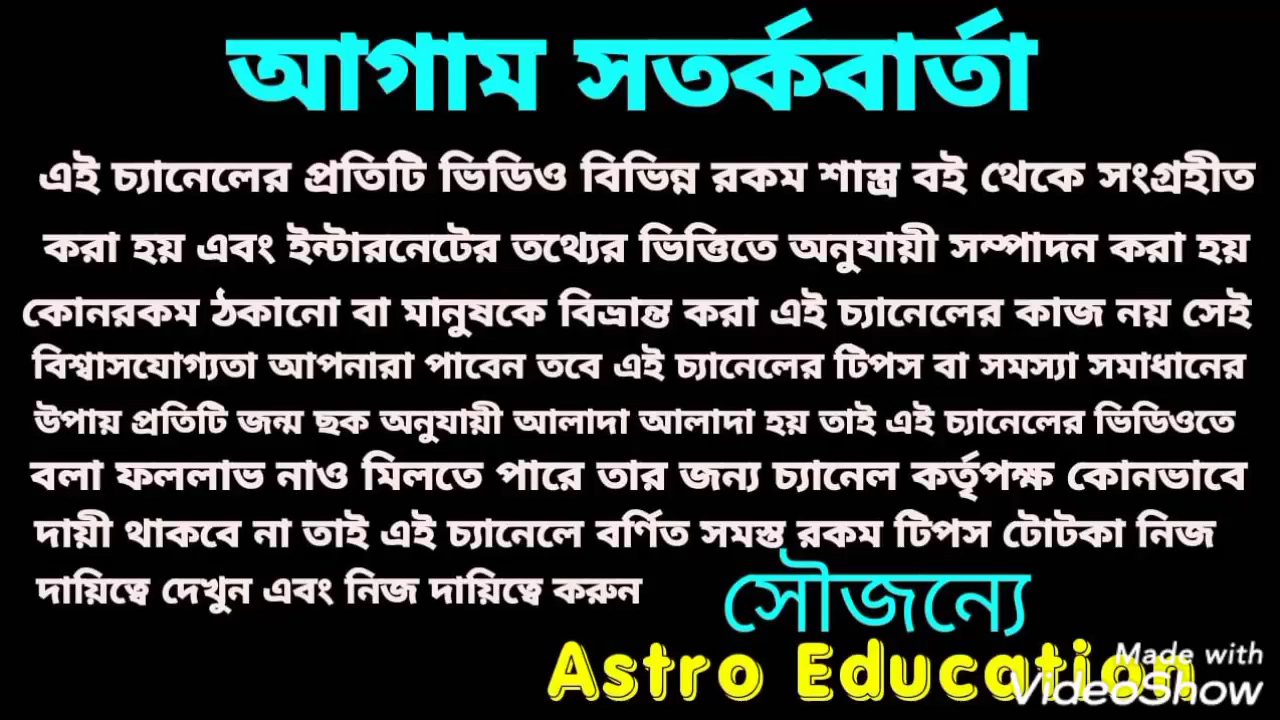 আগাম সতর্কবার্তা
এই চ্যানেলের প্রতিটি ভিডিও বিভিন্ন রকম শাস্ত্র বই থেকে সংগ্রহীত
করা হয় এবং ইন্টারনেটের তথ্যের ভিত্তিতে অনুযায়ী সম্পাদন করা হয়
কোনরকম ঠকানো বা মানুষকে বিভ্রান্ত করা এই চ্যানেলের কাজ নয় সেই
বিশ্বাসযোগ্যতা আপনারা পাবেন তবে এই চ্যানেলের টিপস বা সমস্যা সমাধানের
উপায় প্রতিটি জন্ম ছক অনুযায়ী আলাদা আলাদা হয় তাই এই চ্যানেলের ভিডিওতে
বলা ফললাভ নাও মিলতে পারে তার জন্য চ্যানেল কর্তৃপক্ষ কোনভাবে
দায়ী থাকবে না তাই এই চ্যানেলে বর্ণিত সমস্ত রকম টিপস টোটকা নিজ
দায়িত্বে দেখুন এবং নিজ দায়িত্বে করুন
সৌজন্যে
Astro Education
Made with
VideoShow